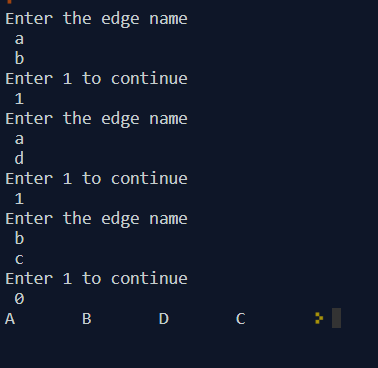 Enter the edge name
a
b
Enter 1 to continue
1
Enter the edge name
a
d
Enter 1 to continue
1
Enter the edge name
b
c
Enter 1 to continue
0
A B D C >